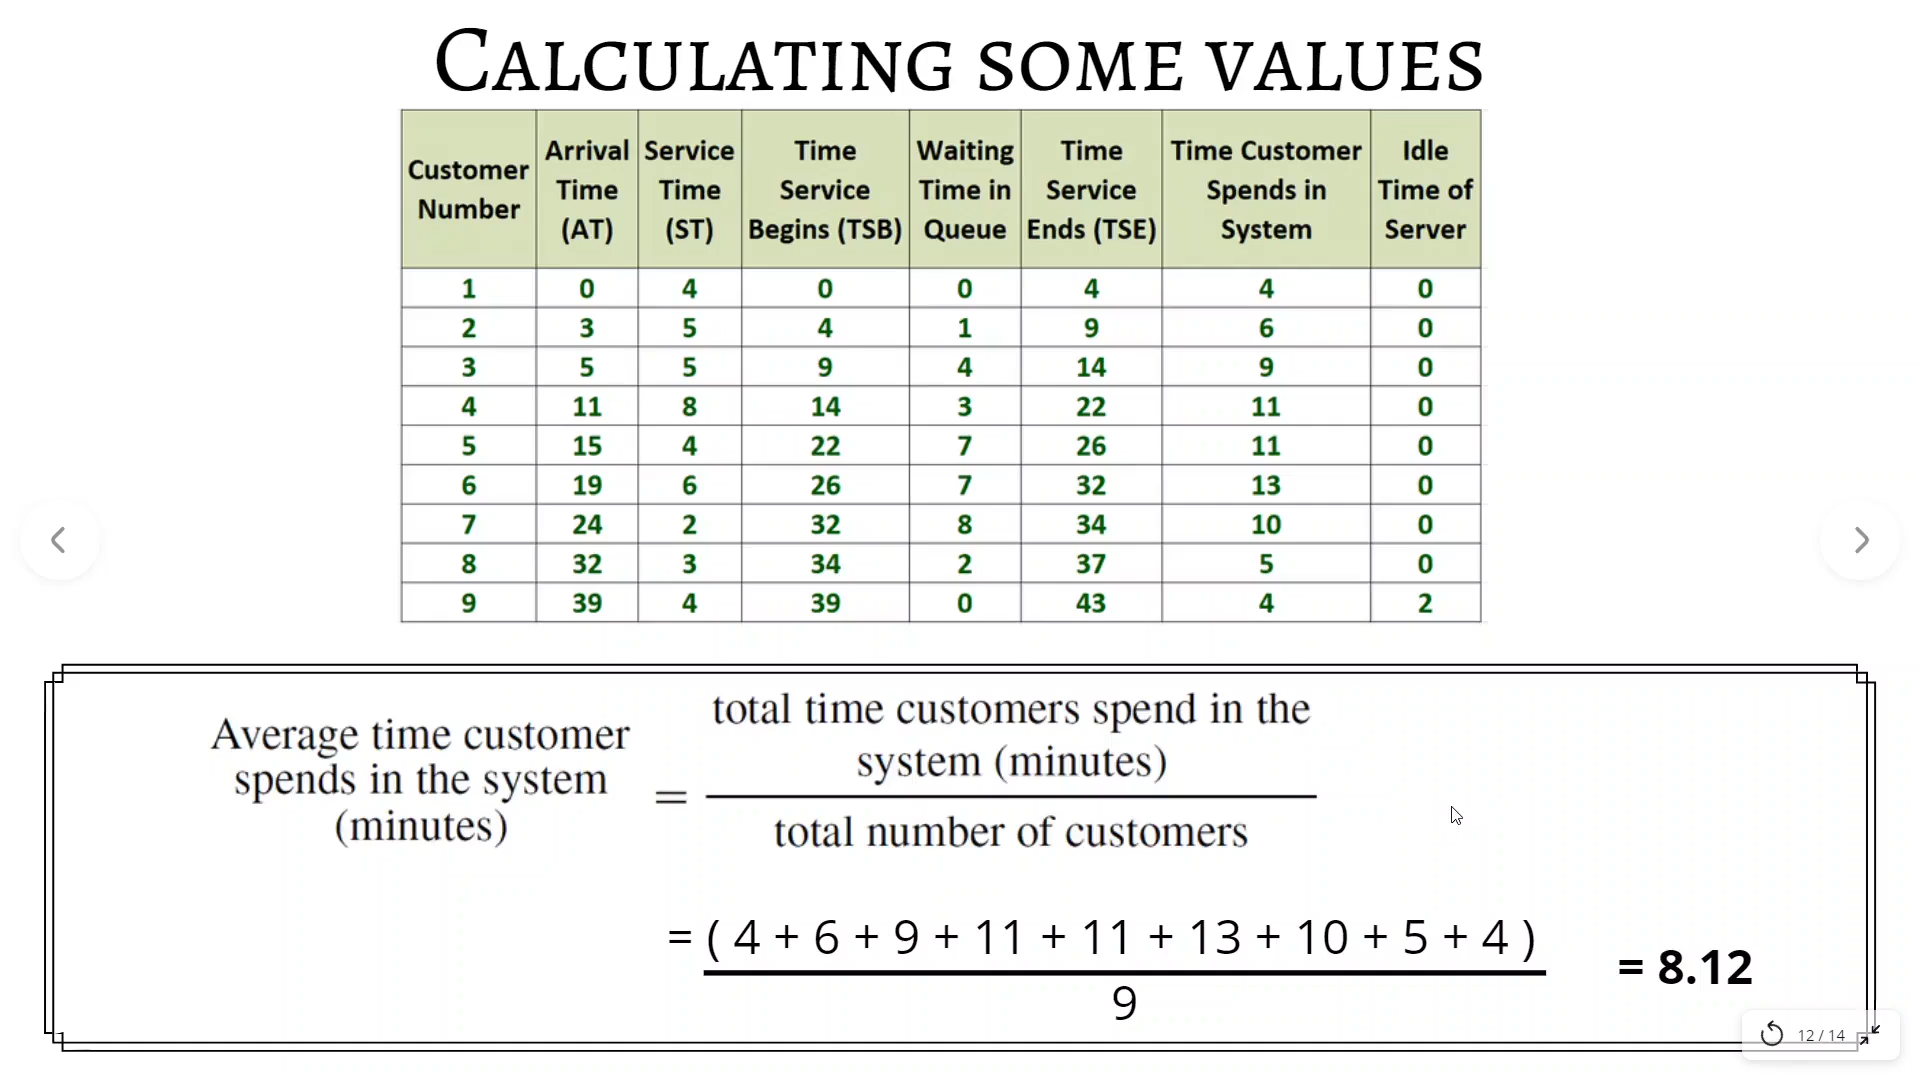 CALCULATING SOME VALUES
Customer Number | Arrival Time (AT) | Service Time (ST) | Time Service Begins (TSB) | Waiting Time in Queue | Time Service Ends (TSE) | Time Customer Spends in System | Idle Time of Server
1 | 0 | 4 | 0 | 0 | 4 | 4 | 0
2 | 3 | 5 | 4 | 1 | 9 | 6 | 0
3 | 5 | 5 | 9 | 4 | 14 | 9 | 0
4 | 11 | 8 | 14 | 3 | 22 | 11 | 0
5 | 15 | 4 | 22 | 7 | 26 | 11 | 0
6 | 19 | 6 | 26 | 7 | 32 | 13 | 0
7 | 24 | 2 | 32 | 8 | 34 | 10 | 0
8 | 32 | 3 | 34 | 2 | 37 | 5 | 0
9 | 39 | 4 | 39 | 0 | 43 | 4 | 2
Average time customer
spends in the system
(minutes)
=
total time customers spend in the
system (minutes)
total number of customers
= ( 4 + 6 + 9 + 11 + 11 + 13 + 10 + 5 + 4 )
9
= 8.12
12 / 14